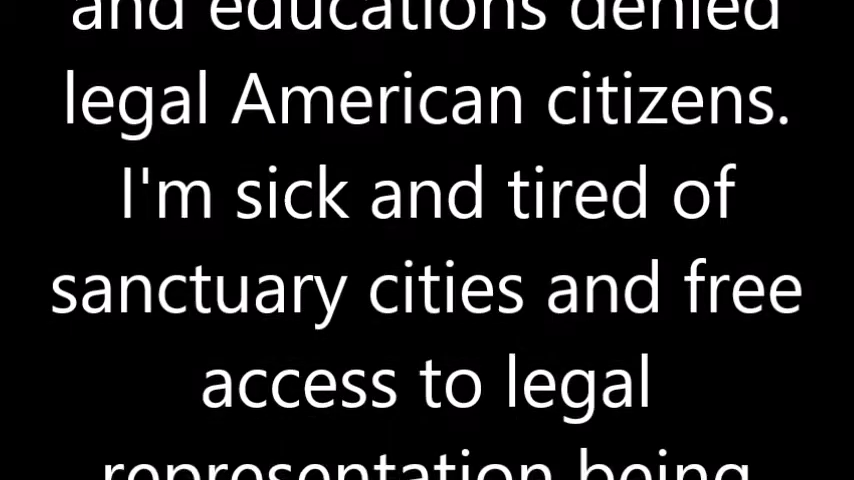 and educations denied
legal American citizens.
I'm sick and tired of
sanctuary cities and free
access to legal
representation being